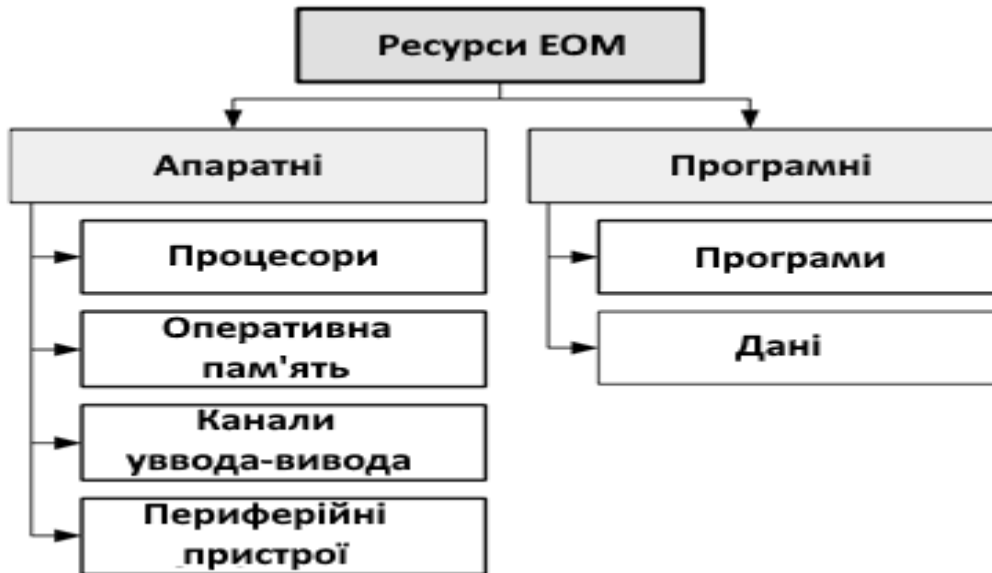 Ресурси ЕОМ
Апаратні
Процесори
Оперативна
пам'ять
Канали
уввода-вивода
Периферійні
пристрої
Програмні
Програми
Дані